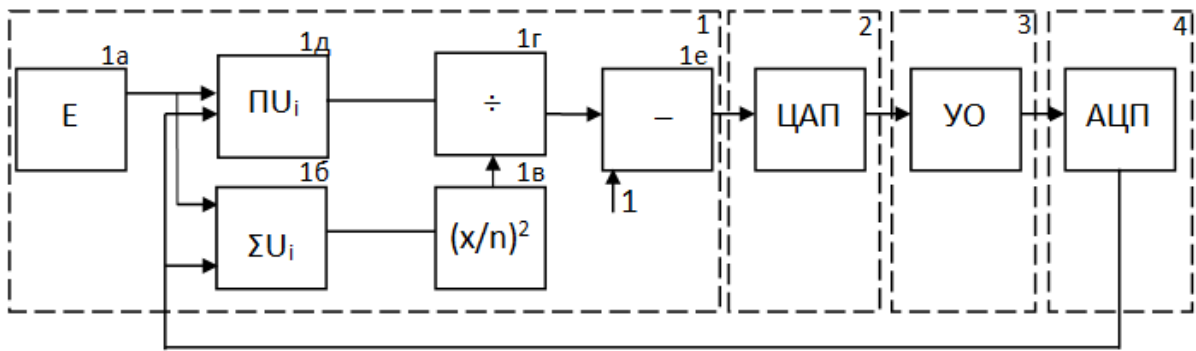 1 2 3 4
1а 1д 1г 1е
E ПUᵢ ÷ − ЦАП УО АЦП
1б 1в
1
ΣUᵢ (x/n)²